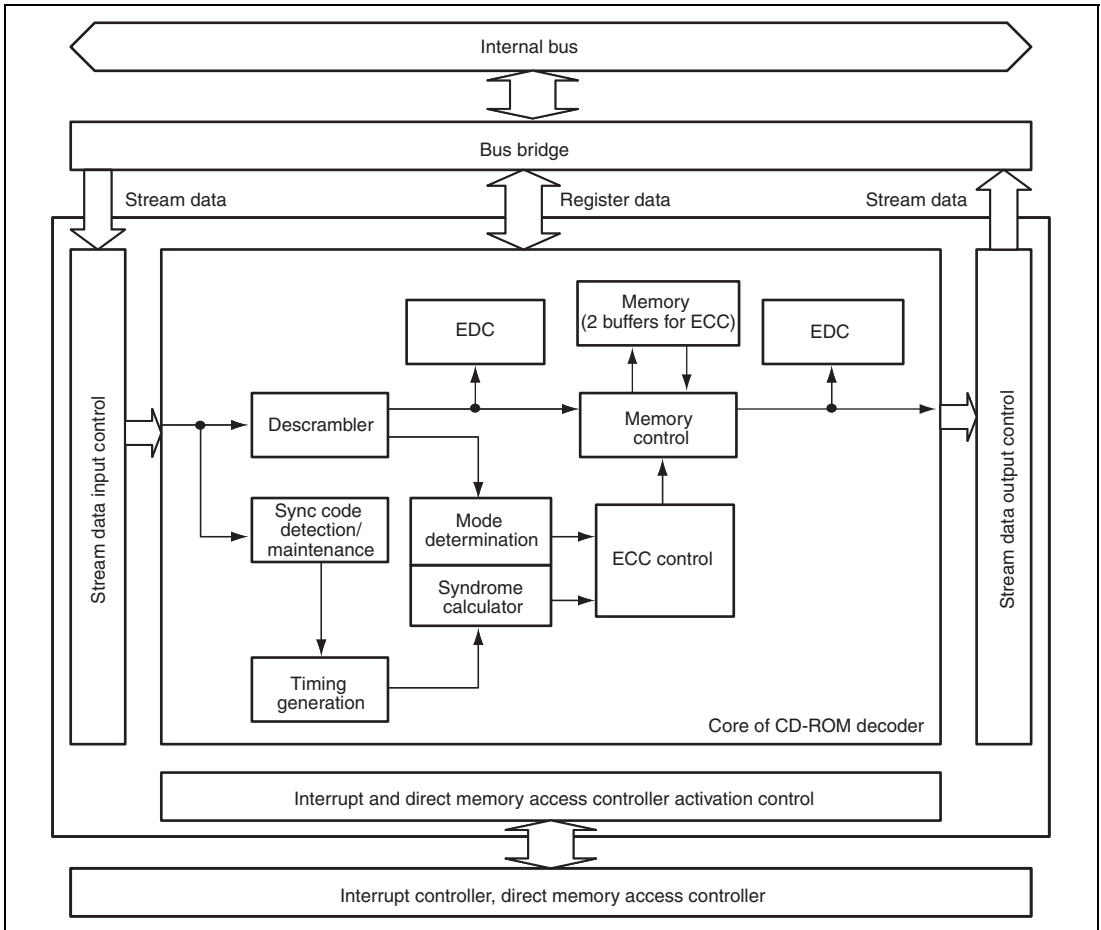 Internal bus
Bus bridge
Stream data
Register data
Stream data
Stream data input control
EDC
Memory
(2 buffers for ECC)
EDC
Descrambler
Memory
control
Sync code
detection/
maintenance
Mode
determination
ECC control
Syndrome
calculator
Timing
generation
Core of CD-ROM decoder
Stream data output control
Interrupt and direct memory access controller activation control
Interrupt controller, direct memory access controller